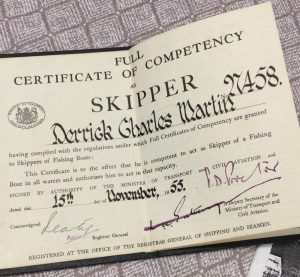 FULL
CERTIFICATE OF COMPETENCY
AS
SKIPPER
27458.
Derrick Charles Martin
having complied with the regulations under which Full Certificates of Competency are granted
to Skippers of Fishing Boats:
This Certificate is to the effect that he is competent to act as Skipper of a Fishing
Boat in all waters and authorizes him to act in that capacity.
SIGNED BY AUTHORITY OF THE MINISTER OF TRANSPORT AND CIVIL AVIATION and
dated this 15th November, 1955.
Countersigned
Registrar General
A Deputy Secretary of the
Ministry of Transport and
Civil Aviation.
REGISTERED AT THE OFFICE OF THE REGISTRAR GENERAL OF SHIPPING AND SEAMEN.